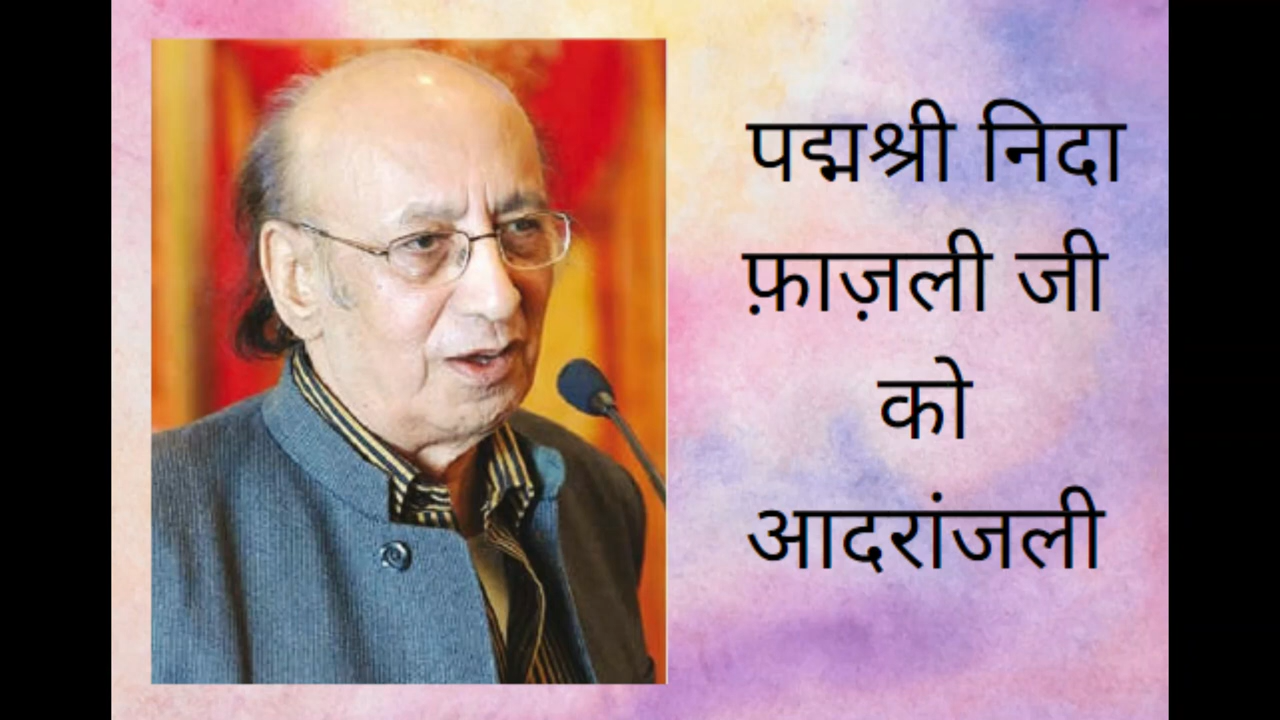 पद्मश्री निदा
फ़ाज़ली जी
को
आदरांजली